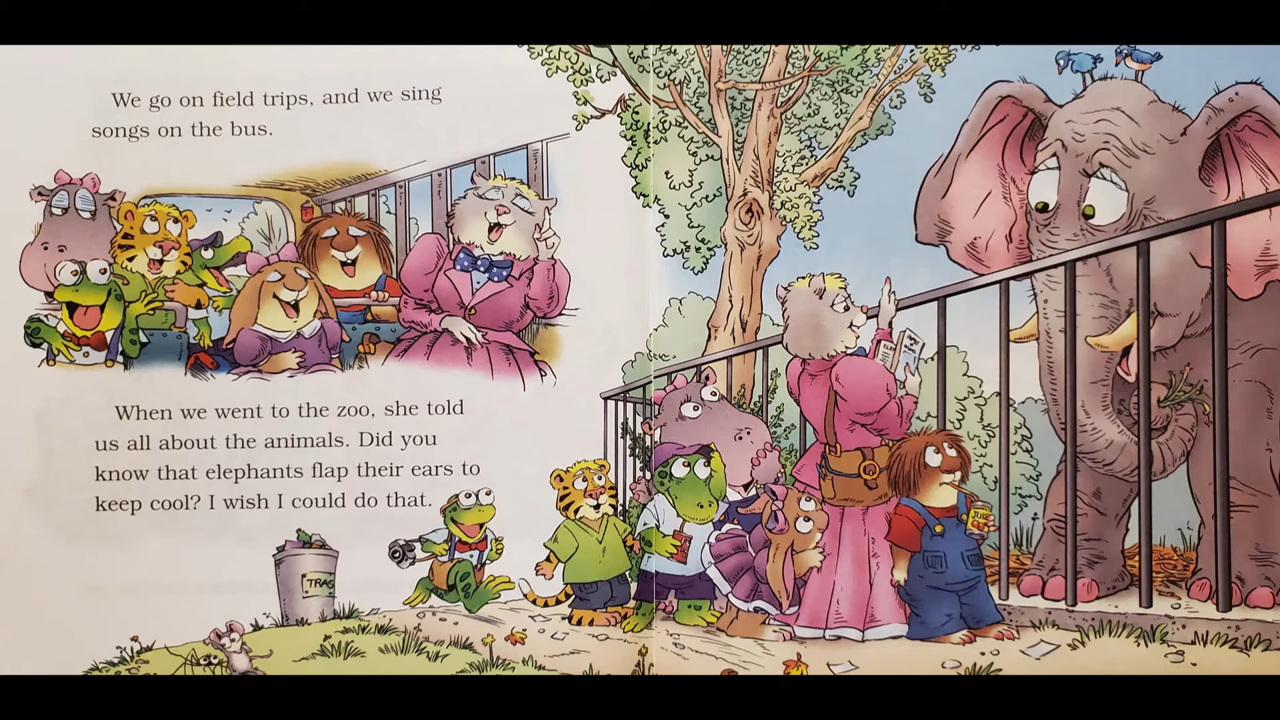 We go on field trips, and we sing
songs on the bus.
When we went to the zoo, she told
us all about the animals. Did you
know that elephants flap their ears to
keep cool? I wish I could do that.
TRAS
JUICE